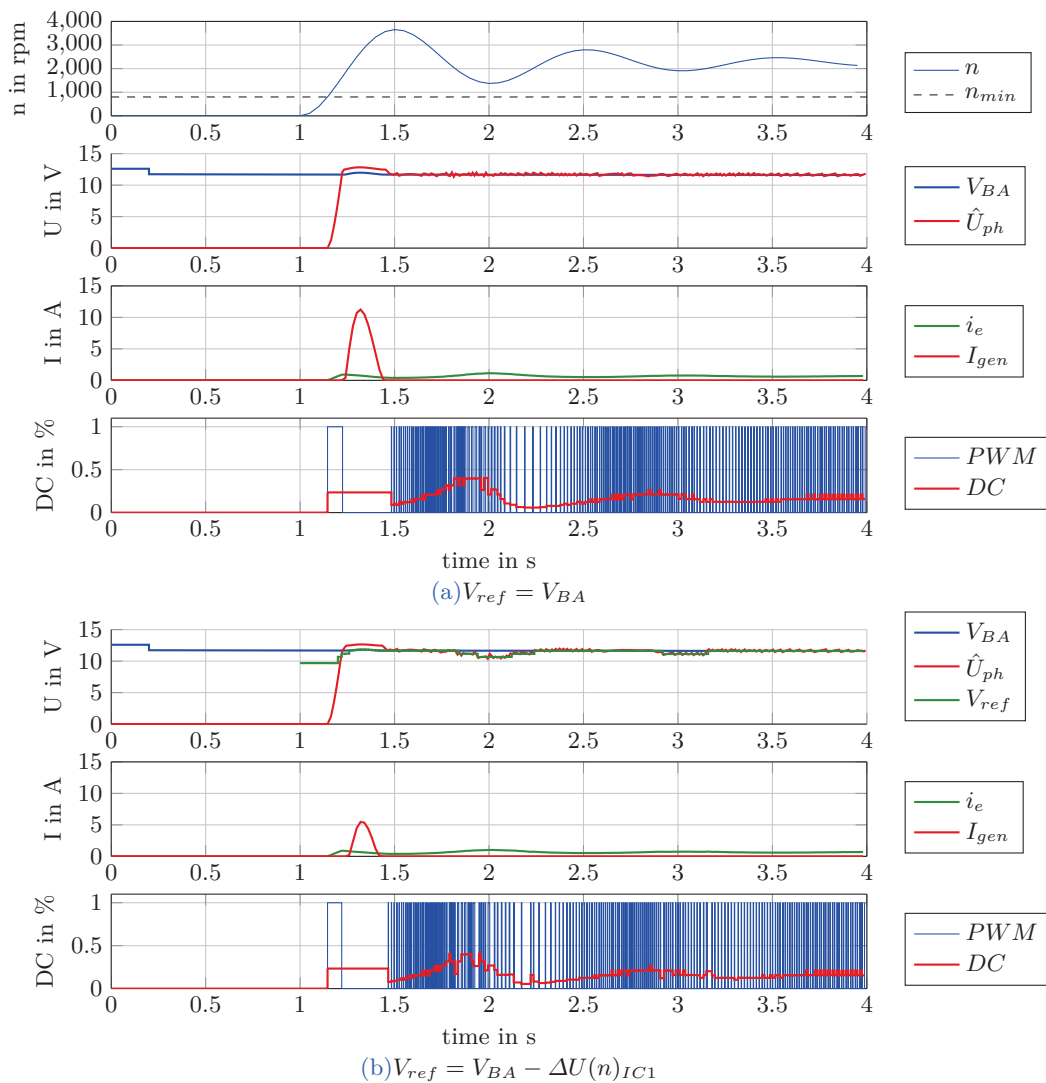 4,000
3,000
2,000
1,000
0
n in rpm
0 0.5 1 1.5 2 2.5 3 3.5 4
n
n_min
15
10
5
0
U in V
0 0.5 1 1.5 2 2.5 3 3.5 4
V_BA
Û_ph
15
10
5
0
I in A
0 0.5 1 1.5 2 2.5 3 3.5 4
i_e
I_gen
1
0.5
0
DC in %
0 0.5 1 1.5 2 2.5 3 3.5 4
PWM
DC
time in s
(a) V_ref = V_BA
15
10
5
0
U in V
0 0.5 1 1.5 2 2.5 3 3.5 4
V_BA
Û_ph
V_ref
15
10
5
0
I in A
0 0.5 1 1.5 2 2.5 3 3.5 4
i_e
I_gen
1
0.5
0
DC in %
0 0.5 1 1.5 2 2.5 3 3.5 4
PWM
DC
time in s
(b) V_ref = V_BA − ΔU(n)_IC1